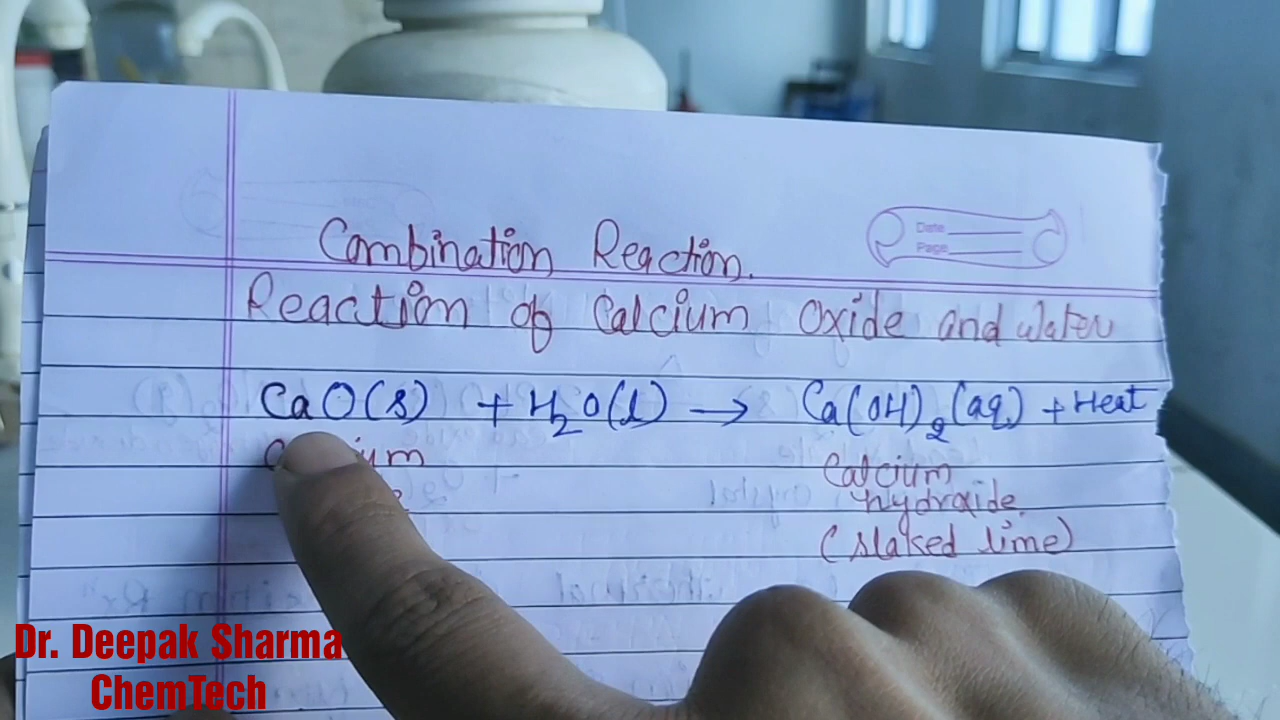 Date
Page
Combination Reaction.
Reaction of Calcium Oxide and Water
CaO(s) + H₂O(l) → Ca(OH)₂(aq) + Heat
Calcium
hydroxide.
(slaked lime)
Dr. Deepak Sharma
ChemTech